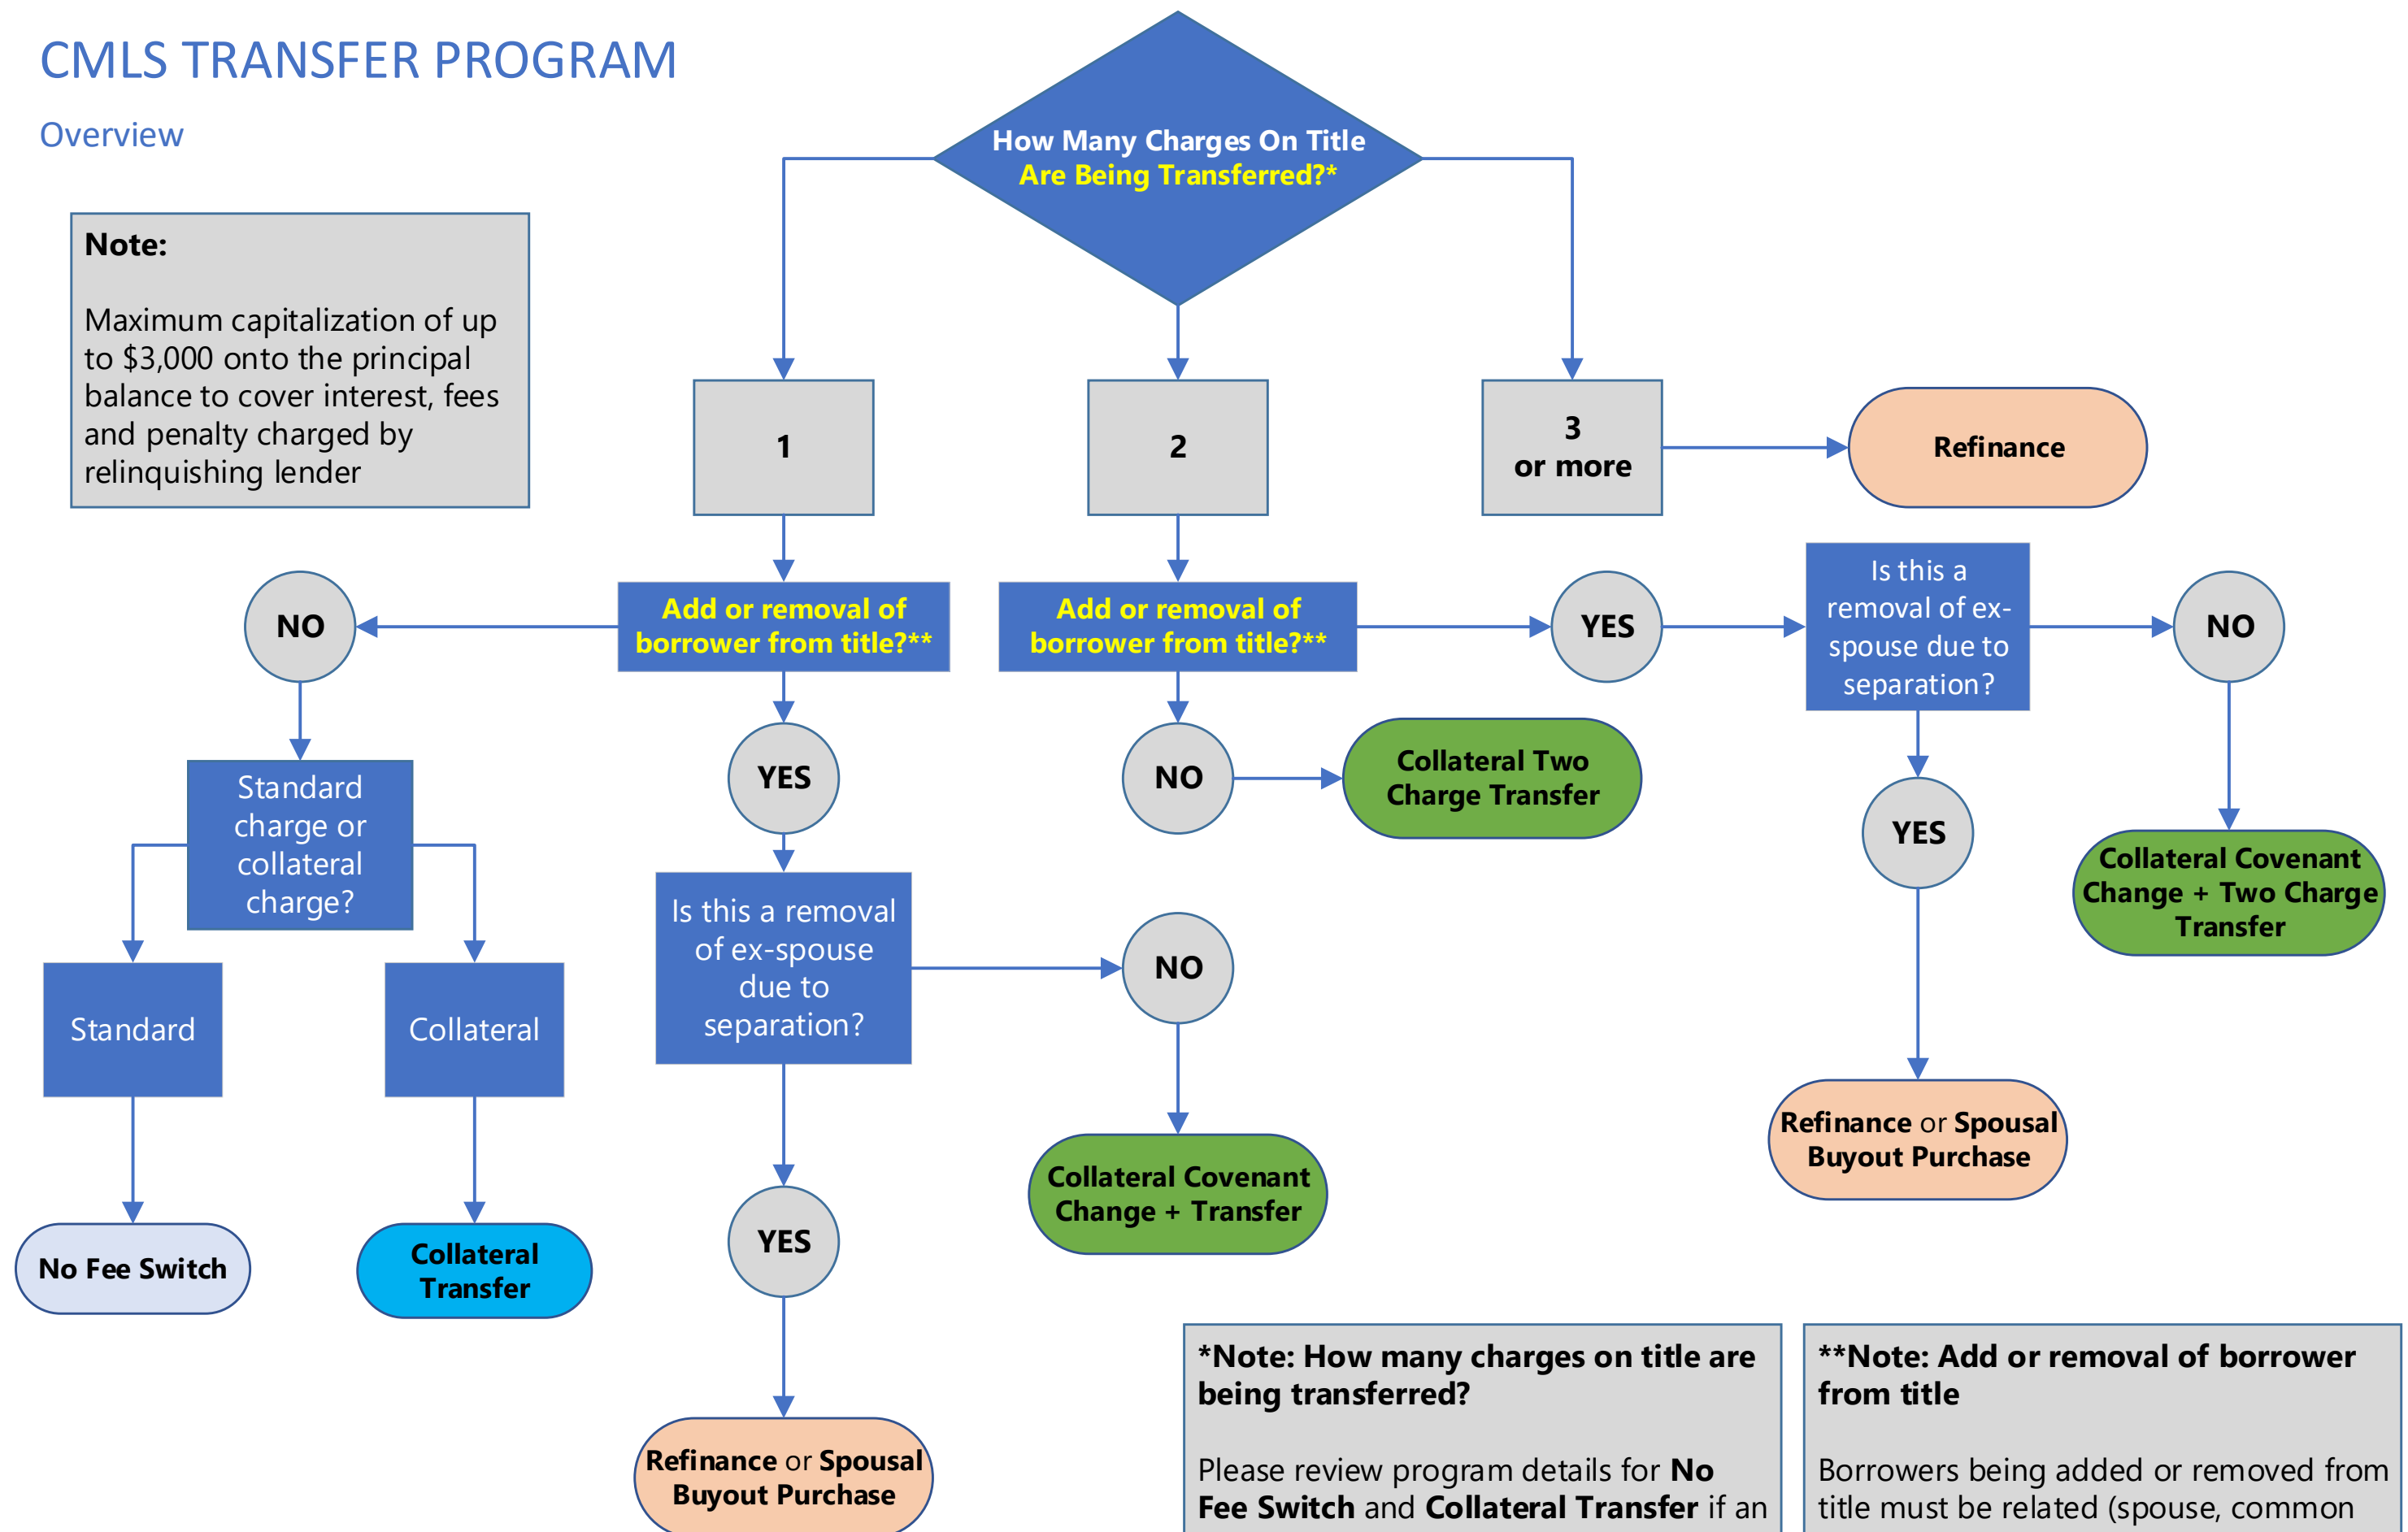 CMLS TRANSFER PROGRAM
Overview
How Many Charges On Title
Are Being Transferred?*
Note:
Maximum capitalization of up
to $3,000 onto the principal
balance to cover interest, fees
and penalty charged by
relinquishing lender
1
2
3
or more
Refinance
NO
Add or removal of
borrower from title?**
Add or removal of
borrower from title?**
YES
Is this a
removal of ex-
spouse due to
separation?
NO
Standard
charge or
collateral
charge?
YES
NO
Collateral Two
Charge Transfer
YES
Collateral Covenant
Change + Two Charge
Transfer
Is this a removal
of ex-spouse
due to
separation?
NO
Standard
Collateral
Refinance or Spousal
Buyout Purchase
Collateral Covenant
Change + Transfer
YES
No Fee Switch
Collateral
Transfer
Refinance or Spousal
Buyout Purchase
*Note: How many charges on title are
being transferred?
Please review program details for No
Fee Switch and Collateral Transfer if an
**Note: Add or removal of borrower
from title
Borrowers being added or removed from
title must be related (spouse, common